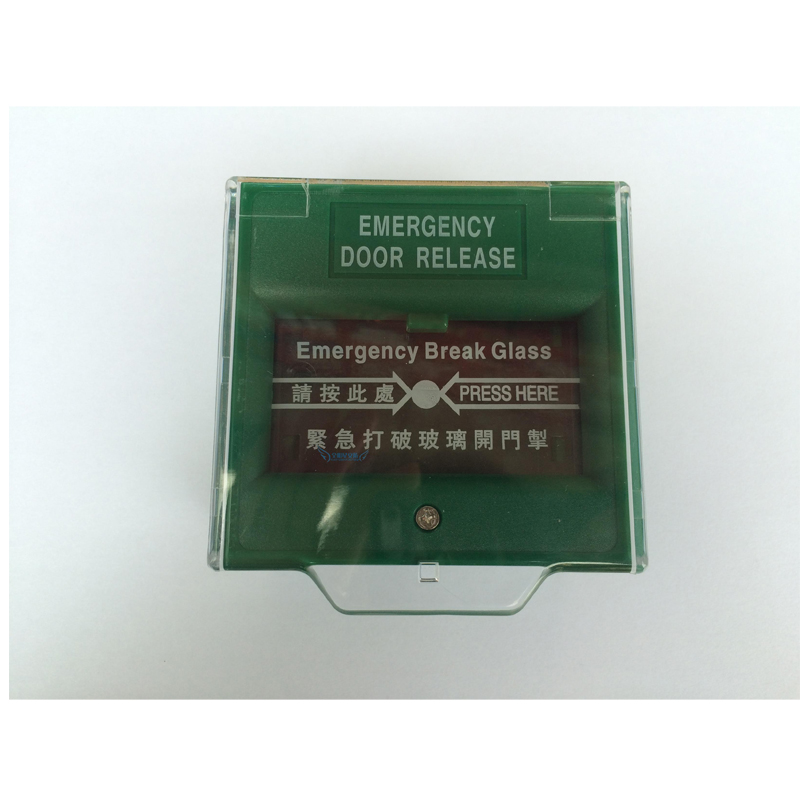 EMERGENCY
DOOR RELEASE
Emergency Break Glass
請按此處 PRESS HERE
緊急打破玻璃開門掣